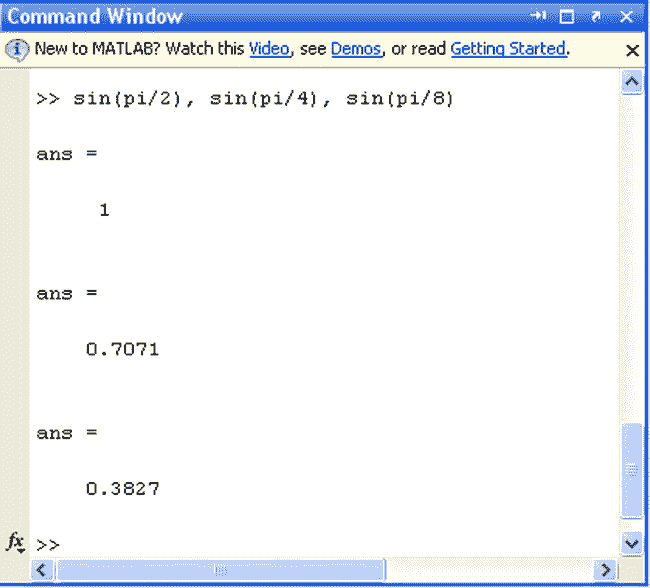 Command Window
New to MATLAB? Watch this Video, see Demos, or read Getting Started.
>> sin(pi/2), sin(pi/4), sin(pi/8)
ans =
1
ans =
0.7071
ans =
0.3827
fx >>